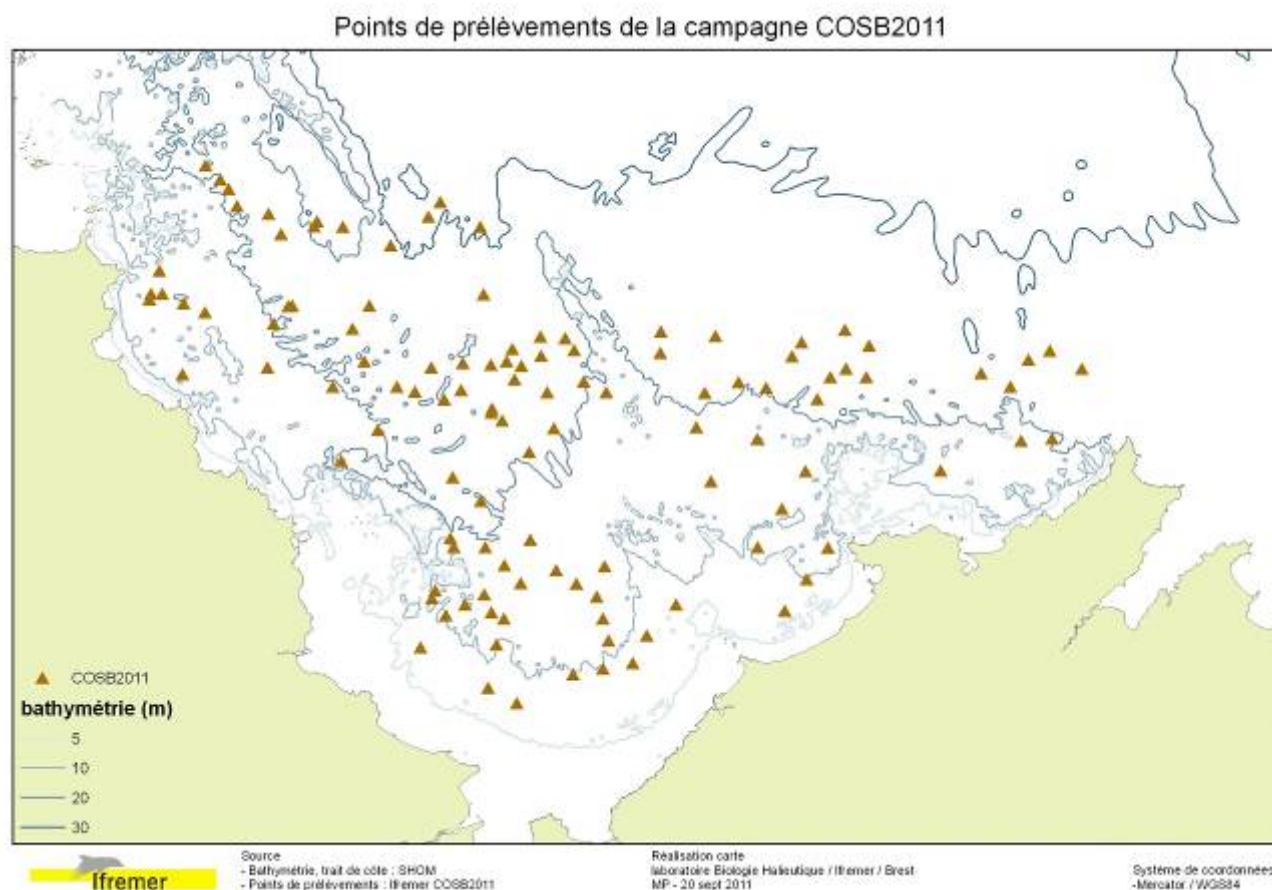 Points de prélèvements de la campagne COSB2011
COSB2011
bathymétrie (m)
5
10
20
30
Ifremer
Source
- Bathymétrie, trait de côte : SHOM
- Points de prélèvements : Ifremer COSB2011
Réalisation carte
laboratoire Biologie Halieutique / Ifremer / Brest
MP - 20 sept 2011
Système de coordonnées
-Mercator / WGS84